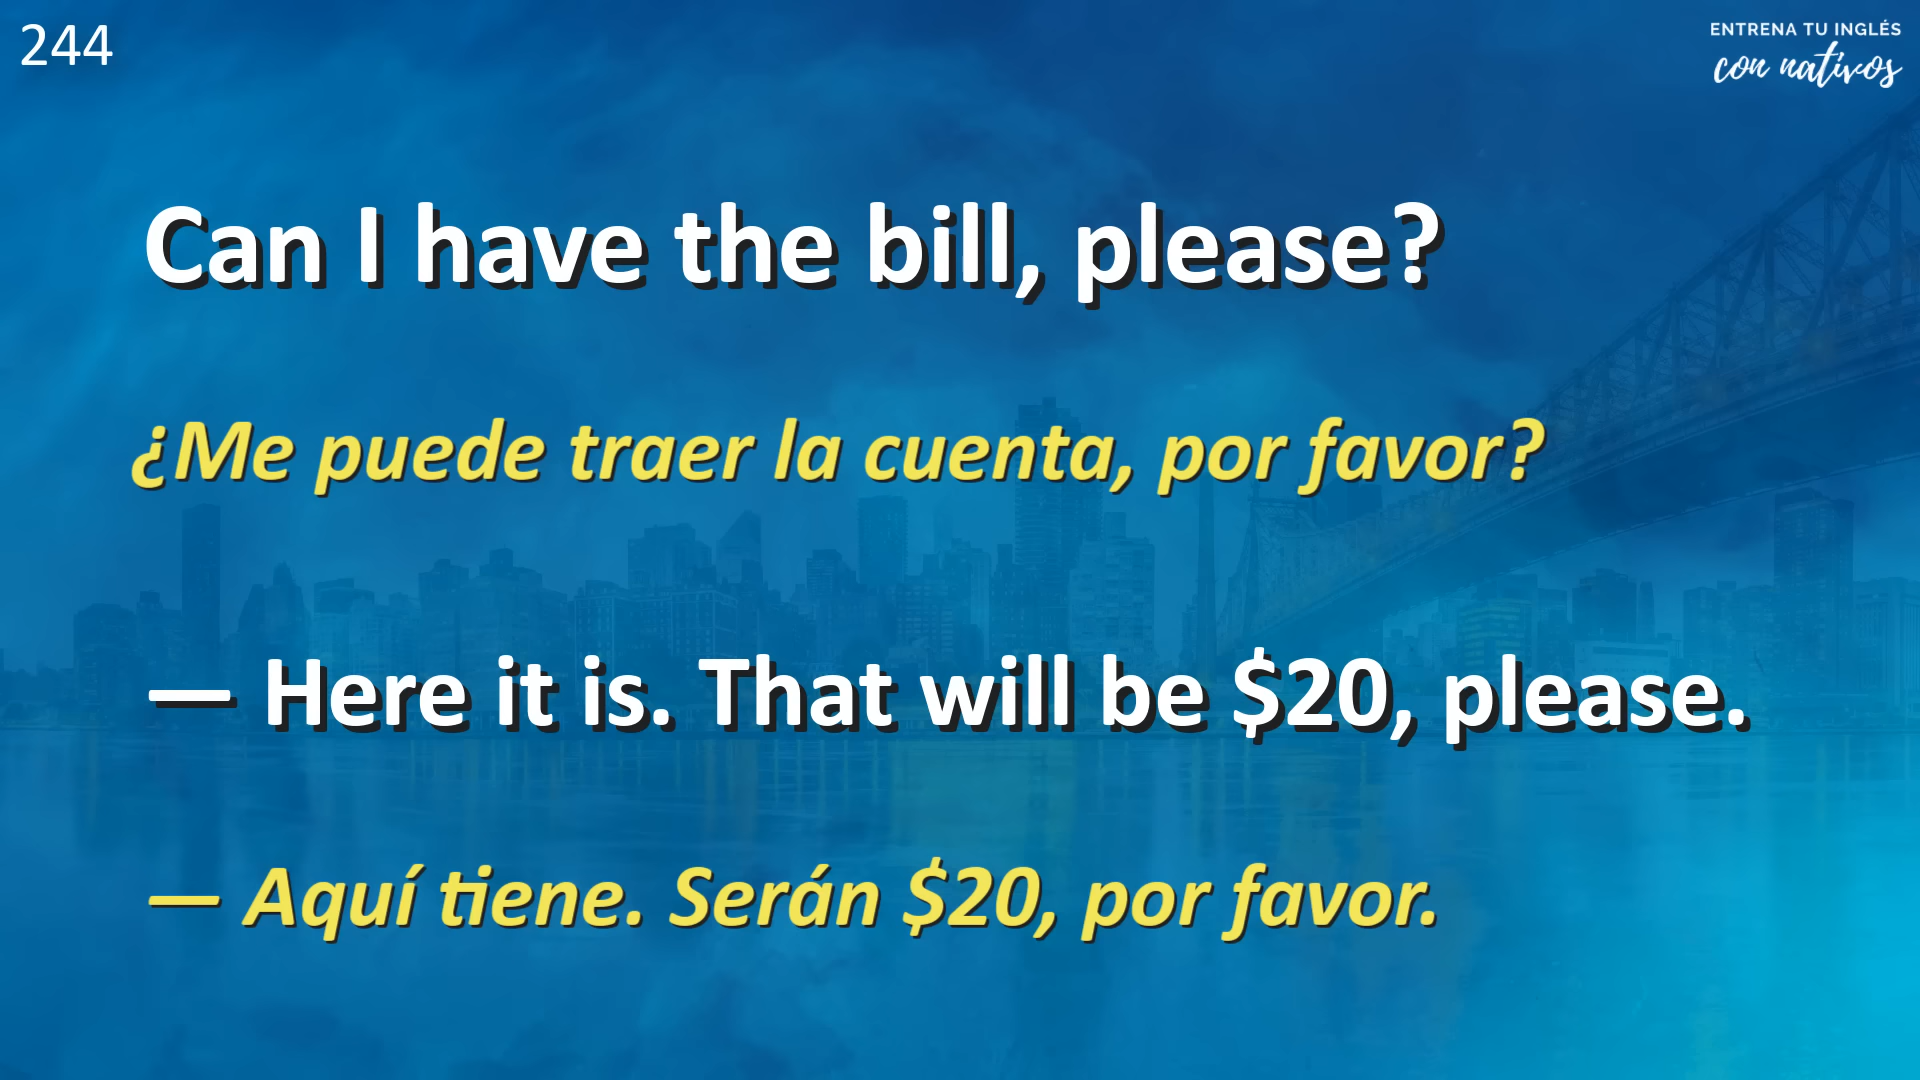 244
ENTRENA TU INGLÉS
con nativos
Can I have the bill, please?
¿Me puede traer la cuenta, por favor?
— Here it is. That will be $20, please.
— Aquí tiene. Serán $20, por favor.